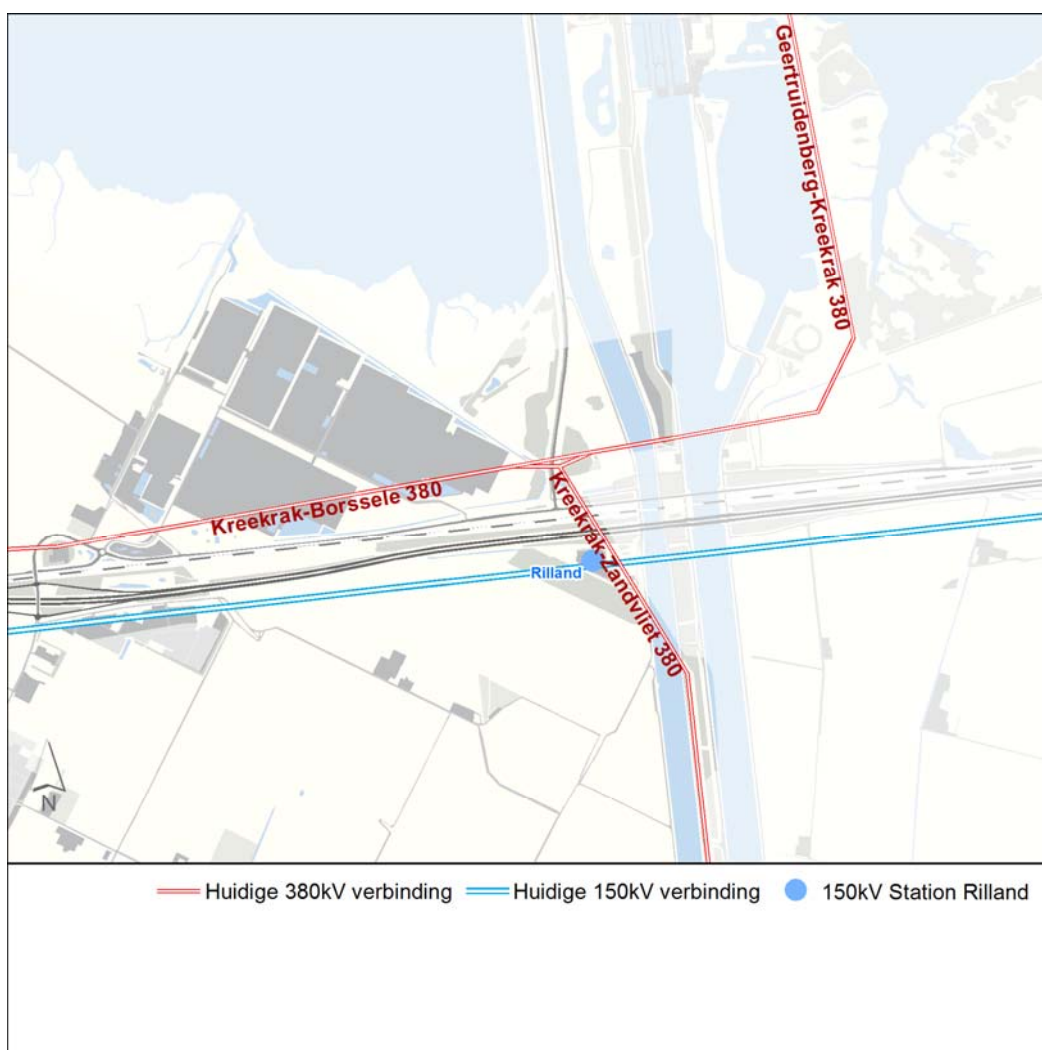 Geertruidenberg-Kreekrak 380
Kreekrak-Borssele 380
Kreekrak-Zandvliet 380
Rilland
N
Huidige 380kV verbinding
Huidige 150kV verbinding
150kV Station Rilland